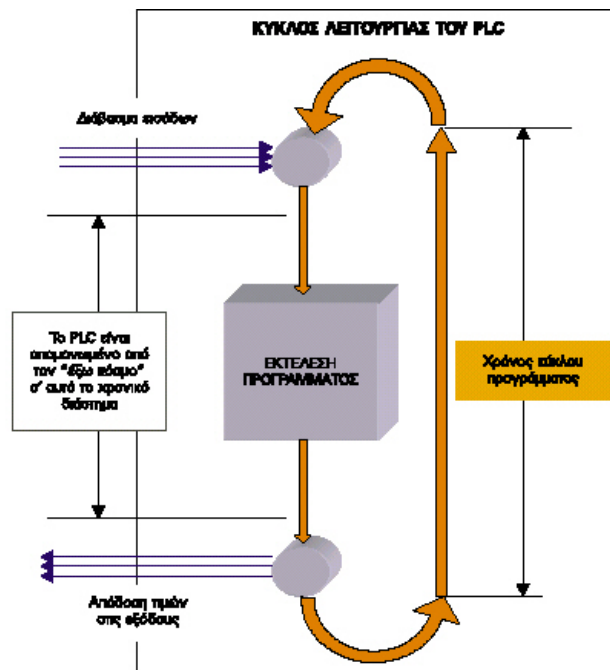 ΚΥΚΛΟΣ ΛΕΙΤΟΥΡΓΙΑΣ ΤΟΥ PLC
Διάβασμα εισόδων
Το PLC είναι
απομονωμένο από
τον "έξω κόσμο"
σ' αυτό το χρονικό
διάστημα
ΕΚΤΕΛΕΣΗ
ΠΡΟΓΡΑΜΜΑΤΟΣ
Χρόνος κύκλου
προγράμματος
Απόδοση τιμών
στις εξόδους